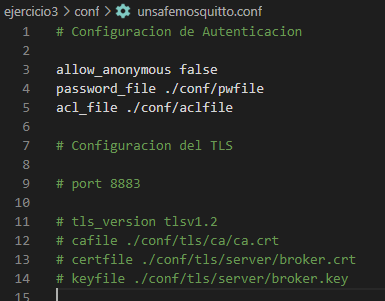 ejercicio3 > conf > unsafemosquitto.conf
1 # Configuracion de Autenticacion
2
3 allow_anonymous false
4 password_file ./conf/pwfile
5 acl_file ./conf/aclfile
6
7 # Configuracion del TLS
8
9 # port 8883
10
11 # tls_version tlsv1.2
12 # cafile ./conf/tls/ca/ca.crt
13 # certfile ./conf/tls/server/broker.crt
14 # keyfile ./conf/tls/server/broker.key
15